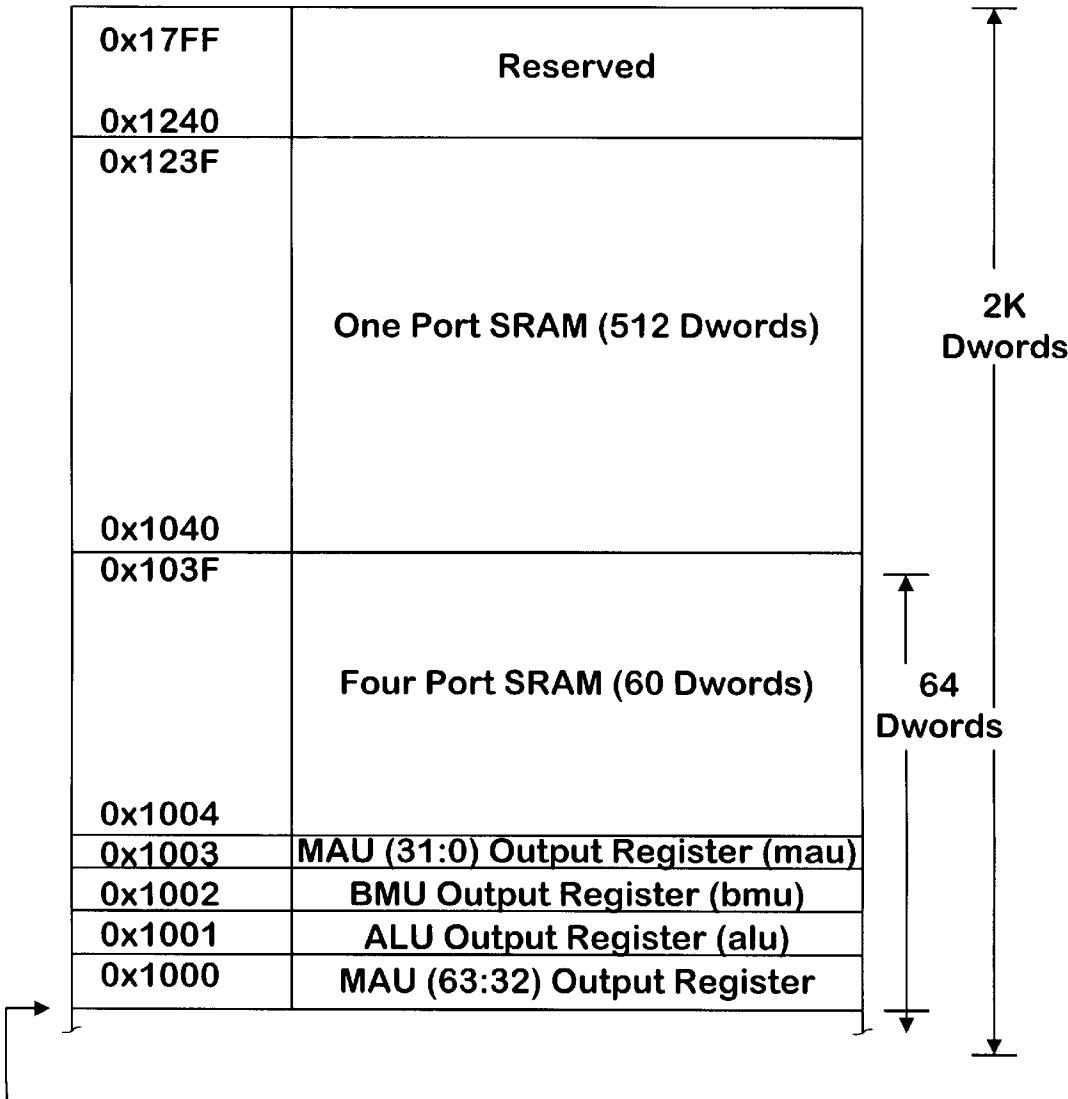 0x17FF
Reserved
0x1240
0x123F
One Port SRAM (512 Dwords)
2K
Dwords
0x1040
0x103F
Four Port SRAM (60 Dwords)
64
Dwords
0x1004
0x1003 MAU (31:0) Output Register (mau)
0x1002 BMU Output Register (bmu)
0x1001 ALU Output Register (alu)
0x1000 MAU (63:32) Output Register